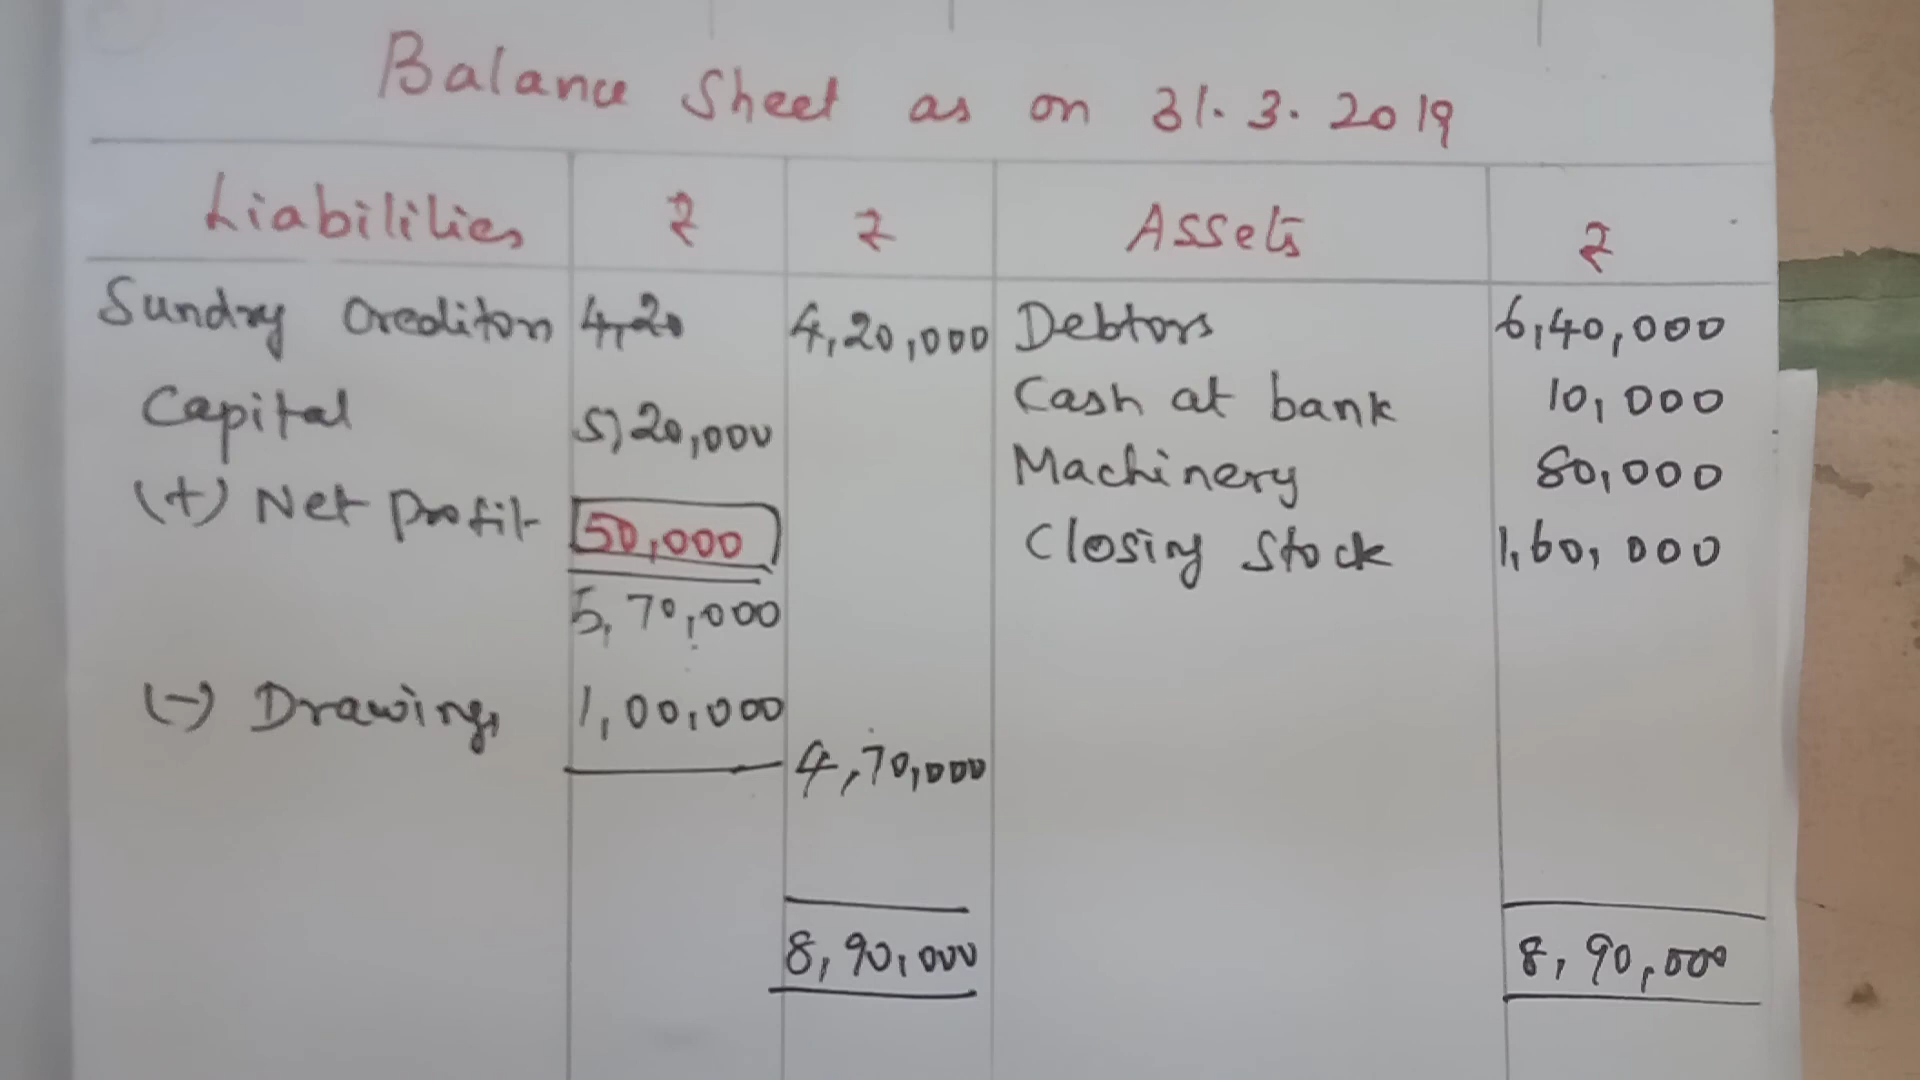 Balance Sheet as on 31.3.2019
Liabilities ₹ ₹ Assets ₹
Sundry Creditors 4,20 4,20,000 Debtors 6,40,000
Capital 5,20,000 Cash at bank 10,000
(+) Net Profit 50,000 Machinery 80,000
5,70,000 Closing Stock 1,60,000
(-) Drawings 1,00,000
4,70,000
8,90,000 8,90,000